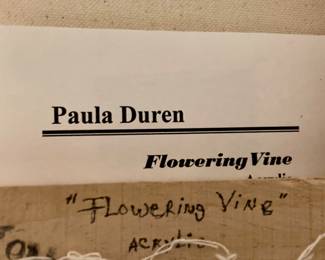 Paula Duren
Flowering Vine
"FLOWERING VINE"
ACRYLIC